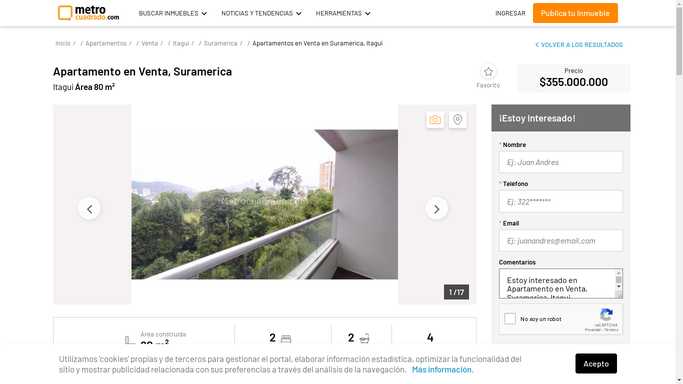 metro
cuadrado.com
BUSCAR INMUEBLES
NOTICIAS Y TENDENCIAS
HERRAMIENTAS
INGRESAR
Publica tu Inmueble
Inicio / / Apartamentos / / Venta / / Itagui / / Suramerica / / Apartamentos en Venta en Suramerica, Itagui
VOLVER A LOS RESULTADOS
Apartamento en Venta, Suramerica
Itagui Área 80 m²
Favorito
Precio
$355.000.000
1 /17
¡Estoy Interesado!
* Nombre
Ej: Juan Andres
* Teléfono
Ej: 322*******
* Email
Ej: juanandres@email.com
Comentarios
Estoy interesado en
Apartamento en Venta,
Suramerica, Itagui
No soy un robot
reCAPTCHA
Privacidad - Términos
Área construida
80 m²
2
2
4
Utilizamos 'cookies' propias y de terceros para gestionar el portal, elaborar información estadística, optimizar la funcionalidad del
sitio y mostrar publicidad relacionada con sus preferencias a través del análisis de la navegación. Más información.
Acepto